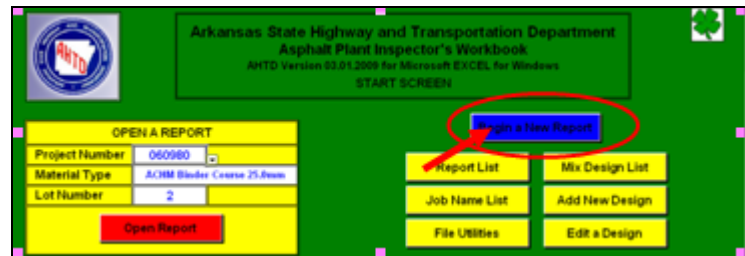 Arkansas State Highway and Transportation Department
Asphalt Plant Inspector's Workbook
AHTD Version 03.01.2009 for Microsoft EXCEL for Windows
START SCREEN
AHTD
OPEN A REPORT
Project Number 060980
Material Type ACHM Binder Course 25.0mm
Lot Number 2
Open Report
Begin a New Report
Report List Mix Design List
Job Name List Add New Design
File Utilities Edit a Design